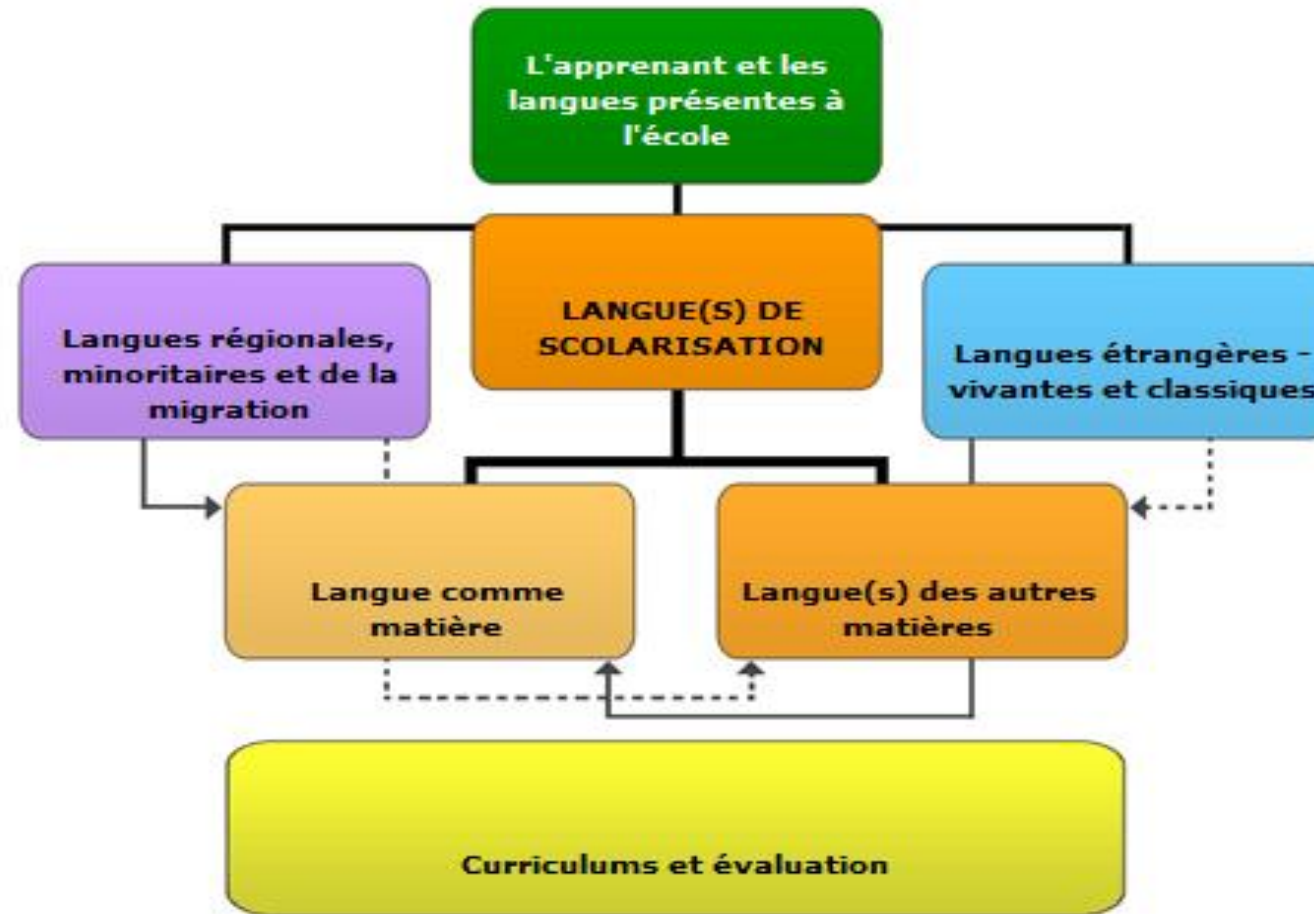 L'apprenant et les
langues présentes à
l'école
LANGUE(S) DE
SCOLARISATION
Langues régionales,
minoritaires et de la
migration
Langues étrangères -
vivantes et classiques
Langue comme
matière
Langue(s) des autres
matières
Curriculums et évaluation